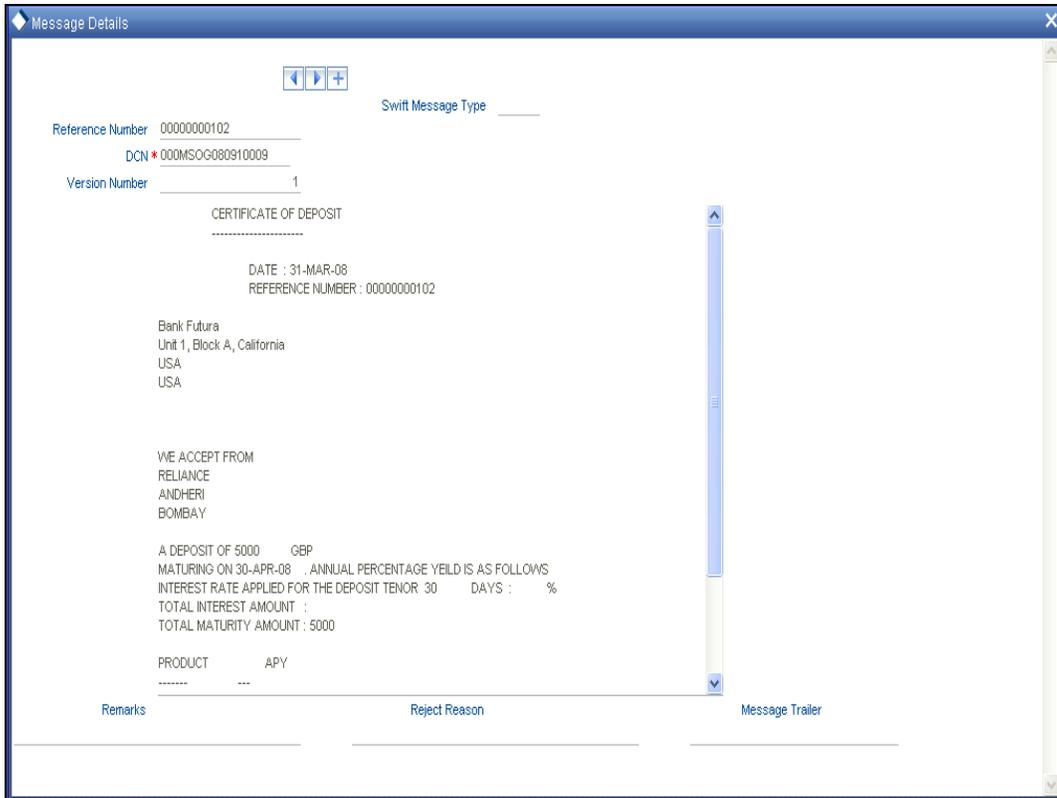 Message Details
X
Swift Message Type
Reference Number 00000000102
DCN * 000MSOG080910009
Version Number 1
CERTIFICATE OF DEPOSIT
----------------------
DATE : 31-MAR-08
REFERENCE NUMBER : 00000000102
Bank Futura
Unit 1, Block A, California
USA
USA
WE ACCEPT FROM
RELIANCE
ANDHERI
BOMBAY
A DEPOSIT OF 5000 GBP
MATURING ON 30-APR-08 . ANNUAL PERCENTAGE YEILD IS AS FOLLOWS
INTEREST RATE APPLIED FOR THE DEPOSIT TENOR 30 DAYS : %
TOTAL INTEREST AMOUNT :
TOTAL MATURITY AMOUNT : 5000
PRODUCT APY
------- ---
Remarks Reject Reason Message Trailer